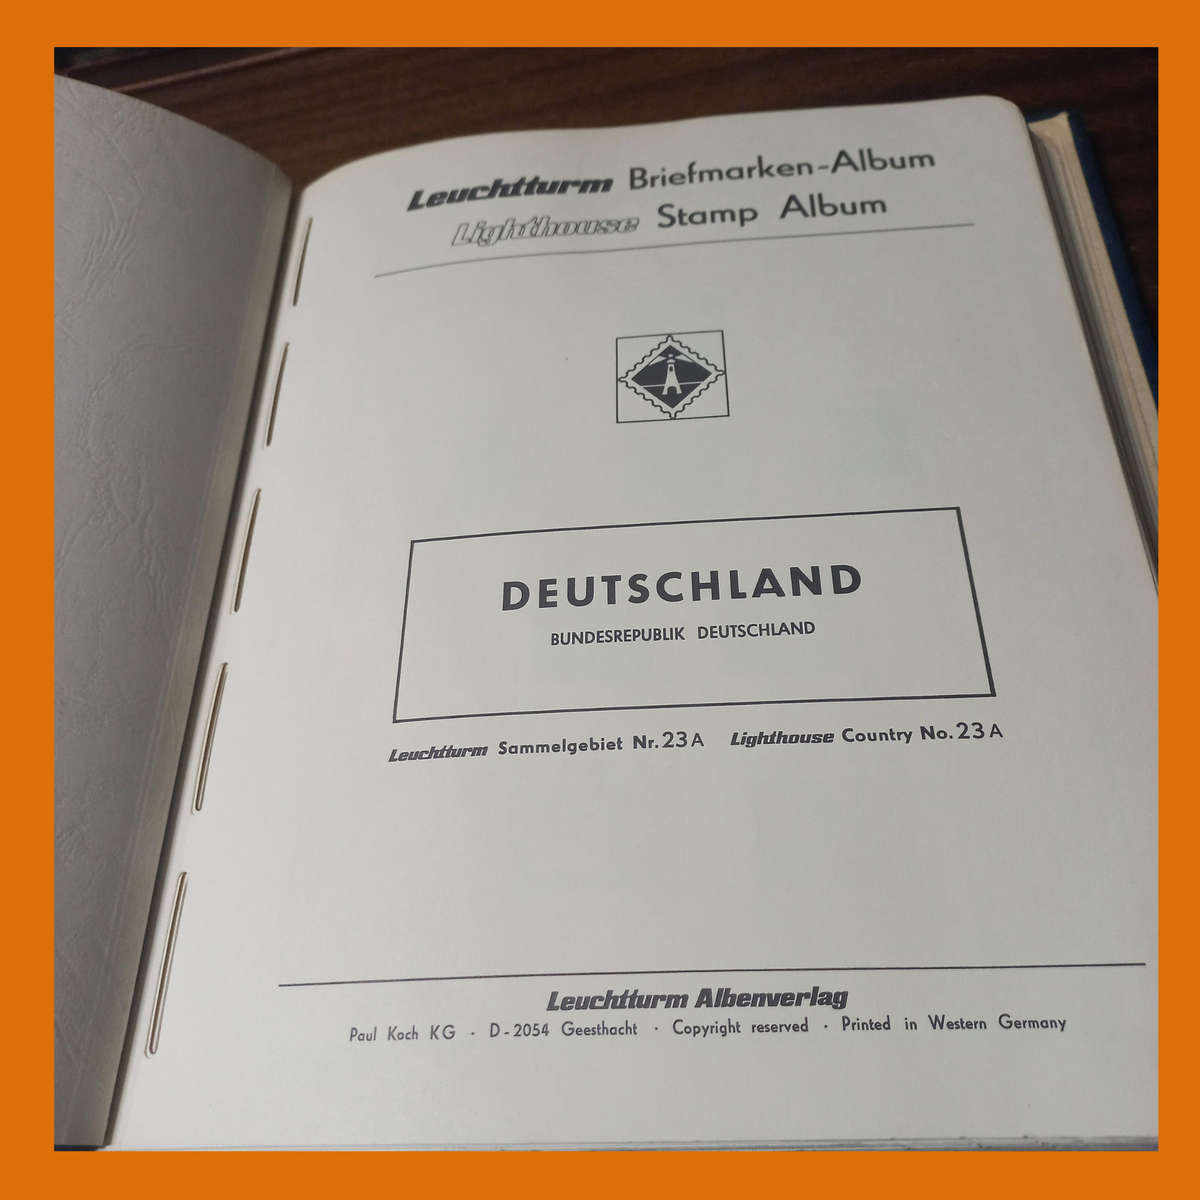 Leuchtturm Briefmarken-Album
Lighthouse Stamp Album
DEUTSCHLAND
BUNDESREPUBLIK DEUTSCHLAND
Leuchtturm Sammelgebiet Nr. 23 A Lighthouse Country No. 23 A
Leuchtturm Albenverlag
Paul Koch KG · D-2054 Geesthacht · Copyright reserved · Printed in Western Germany